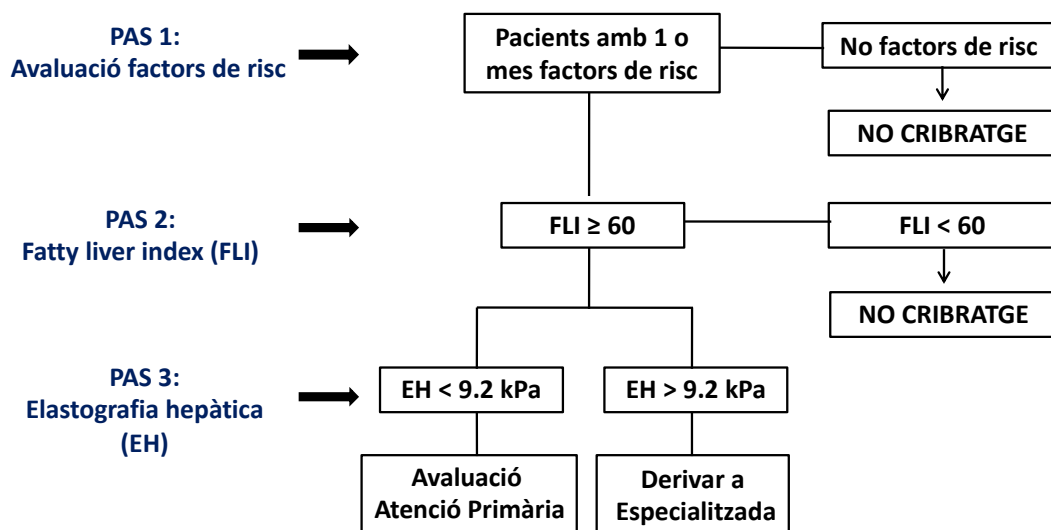 PAS 1:
Avaluació factors de risc
Pacients amb 1 o
mes factors de risc
No factors de risc
NO CRIBRATGE
PAS 2:
Fatty liver index (FLI)
FLI ≥ 60
FLI < 60
NO CRIBRATGE
PAS 3:
Elastografia hepàtica
(EH)
EH < 9.2 kPa
EH > 9.2 kPa
Avaluació
Atenció Primària
Derivar a
Especialitzada